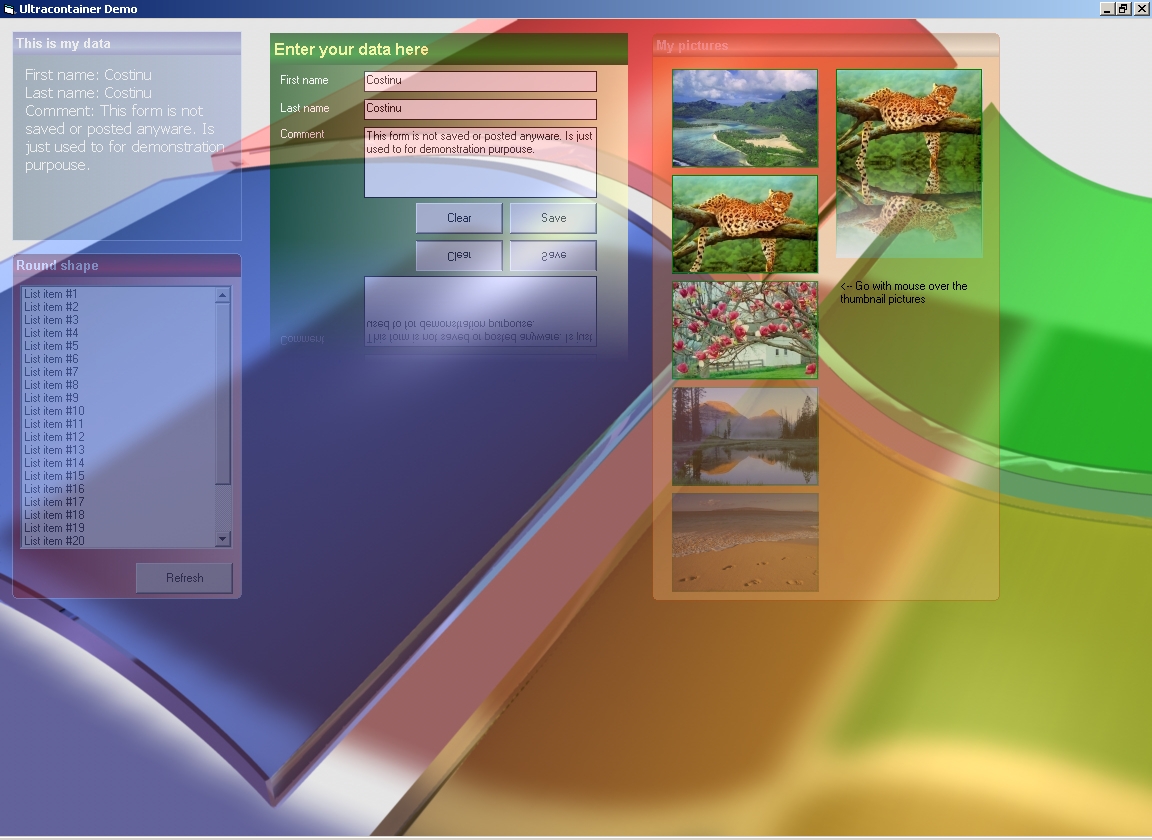 Ultracontainer Demo
This is my data
First name: Costinu
Last name: Costinu
Comment: This form is not
saved or posted anyware. Is
just used to for demonstration
purpouse.
Round shape
List item #1
List item #2
List item #3
List item #4
List item #5
List item #6
List item #7
List item #8
List item #9
List item #10
List item #11
List item #12
List item #13
List item #14
List item #15
List item #16
List item #17
List item #18
List item #19
List item #20
Refresh
Enter your data here
First name
Costinu
Last name
Costinu
Comment
This form is not saved or posted anyware. Is just
used to for demonstration purpouse.
Clear
Save
Clear
Save
used to for demonstration purpouse.
This form is not saved or posted anyware. Is just
Comment
My pictures
<-- Go with mouse over the
thumbnail pictures